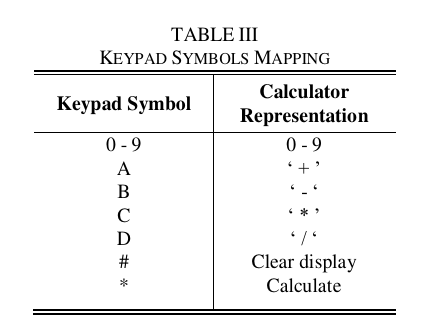 TABLE III
KEYPAD SYMBOLS MAPPING
Keypad Symbol Calculator Representation
0 - 9 0 - 9
A ‘ + ’
B ‘ - ‘
C ‘ * ’
D ‘ / ‘
# Clear display
* Calculate